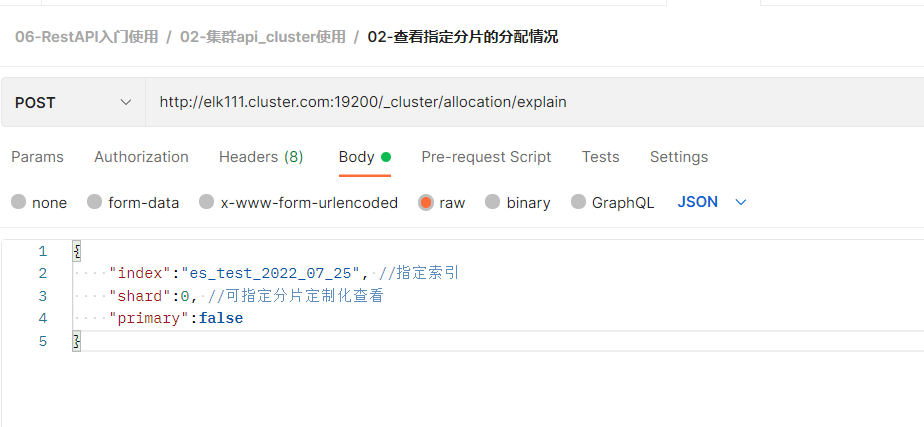 06-RestAPI入门使用 / 02-集群api_cluster使用 / 02-查看指定分片的分配情况
POST http://elk111.cluster.com:19200/_cluster/allocation/explain
Params Authorization Headers (8) Body Pre-request Script Tests Settings
none form-data x-www-form-urlencoded raw binary GraphQL JSON
1 {
2 "index":"es_test_2022_07_25", //指定索引
3 "shard":0, //可指定分片定制化查看
4 "primary":false
5 }